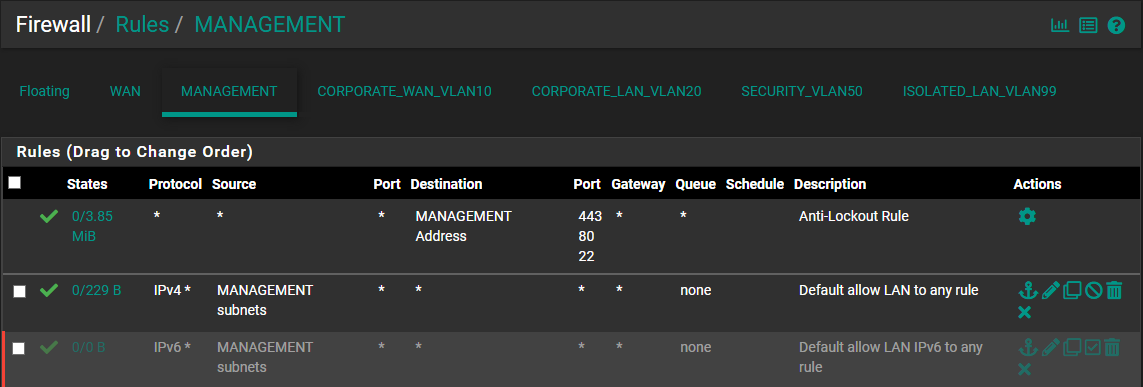 Firewall / Rules / MANAGEMENT
Floating WAN MANAGEMENT CORPORATE_WAN_VLAN10 CORPORATE_LAN_VLAN20 SECURITY_VLAN50 ISOLATED_LAN_VLAN99
Rules (Drag to Change Order)
States Protocol Source Port Destination Port Gateway Queue Schedule Description Actions
0/3.85 * * * MANAGEMENT 443 * * Anti-Lockout Rule
MiB Address 80
22
0/229 B IPv4 * MANAGEMENT * * * * none Default allow LAN to any rule
subnets
0/0 B IPv6 * MANAGEMENT * * * * none Default allow LAN IPv6 to any
subnets rule